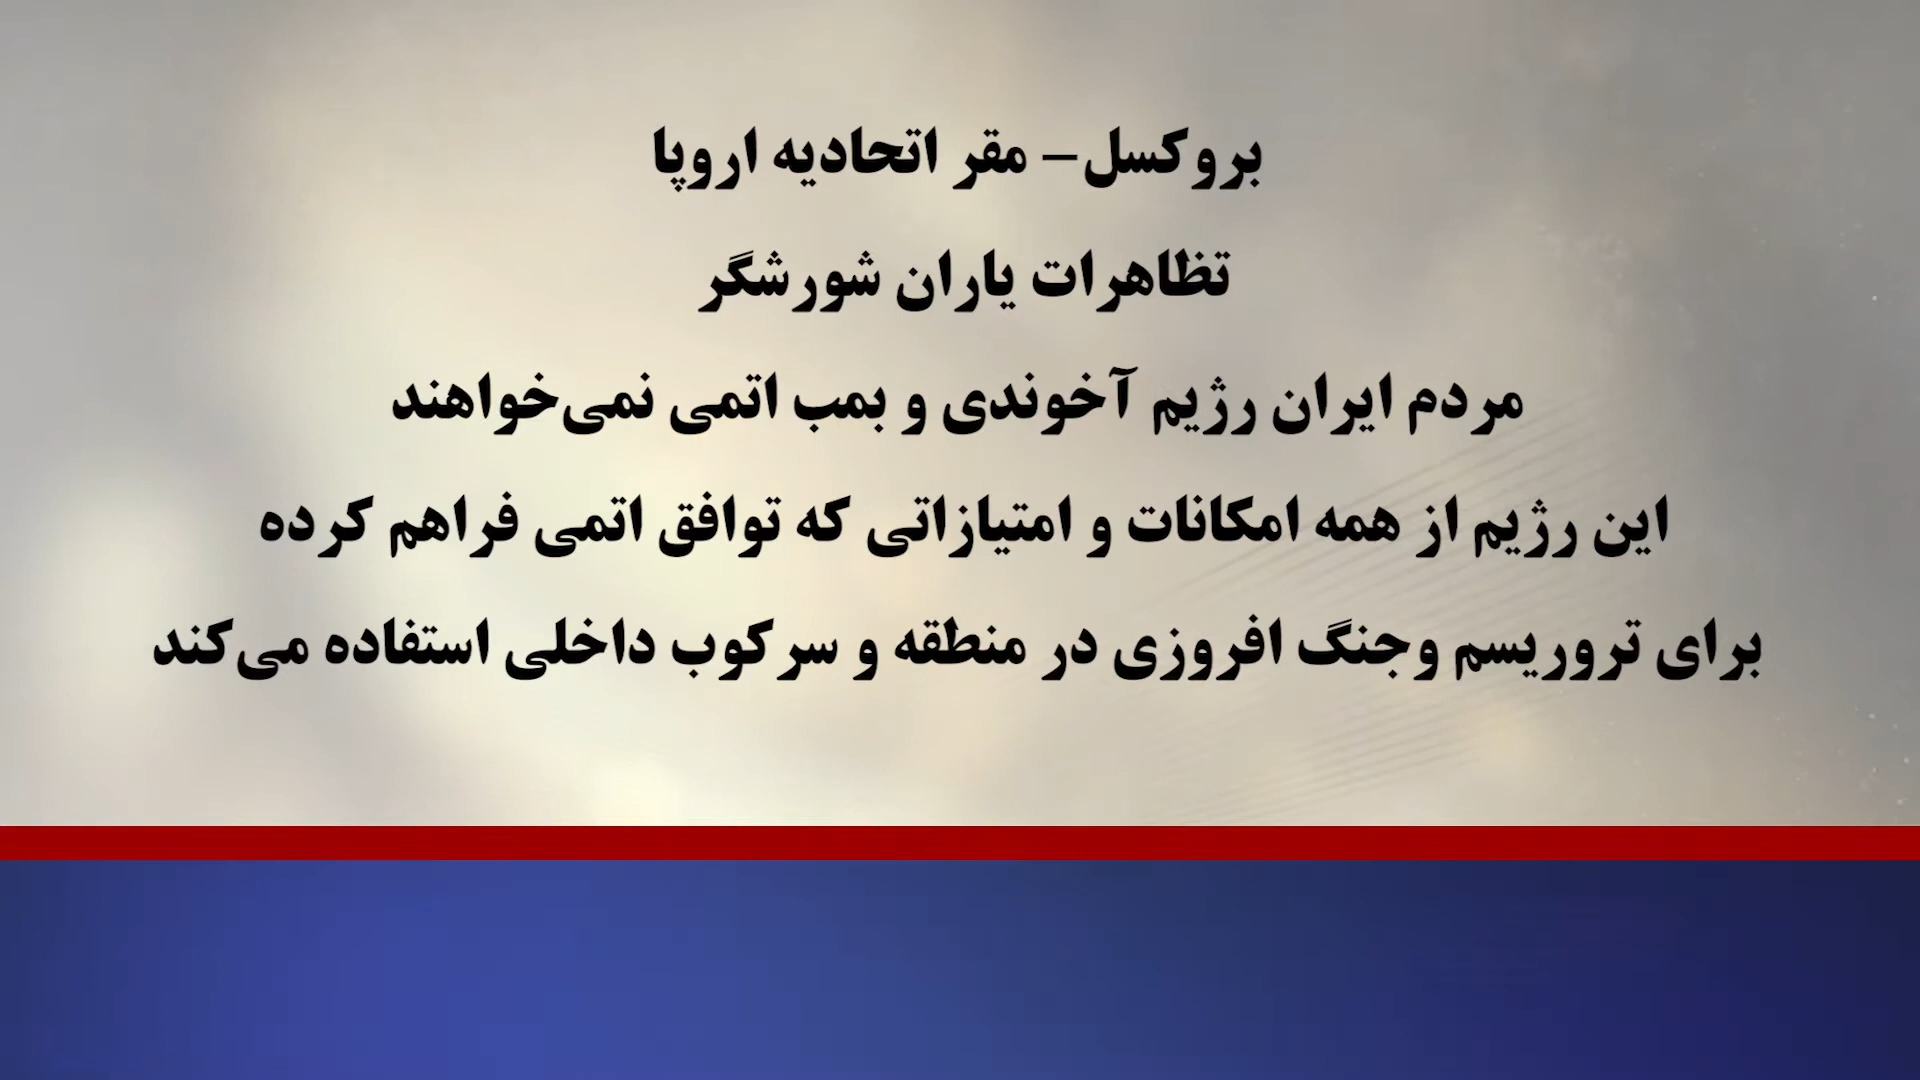 بروکسل- مقر اتحادیه اروپا
تظاهرات یاران شورشگر
مردم ایران رژیم آخوندی و بمب اتمی نمی‌خواهند
این رژیم از همه امکانات و امتیازاتی که توافق اتمی فراهم کرده
برای تروریسم وجنگ افروزی در منطقه و سرکوب داخلی استفاده می‌کند